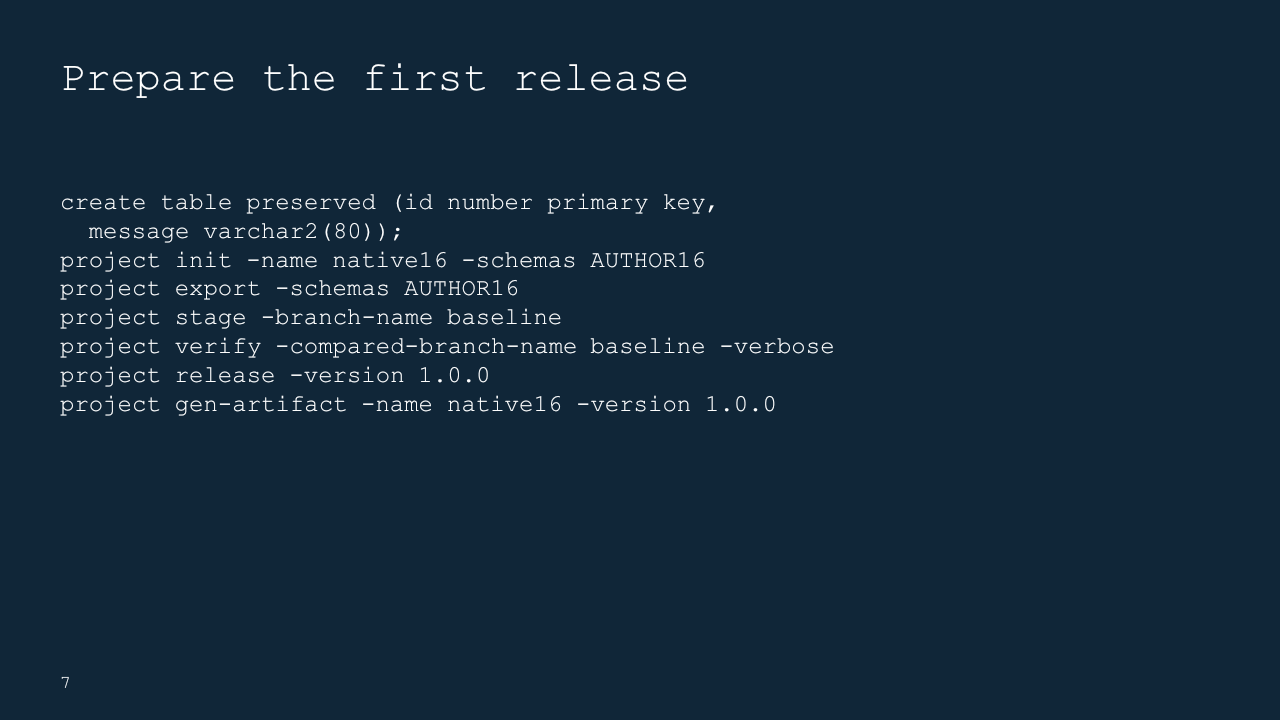 Prepare the first release
create table preserved (id number primary key,
  message varchar2(80));
project init -name native16 -schemas AUTHOR16
project export -schemas AUTHOR16
project stage -branch-name baseline
project verify -compared-branch-name baseline -verbose
project release -version 1.0.0
project gen-artifact -name native16 -version 1.0.0
7